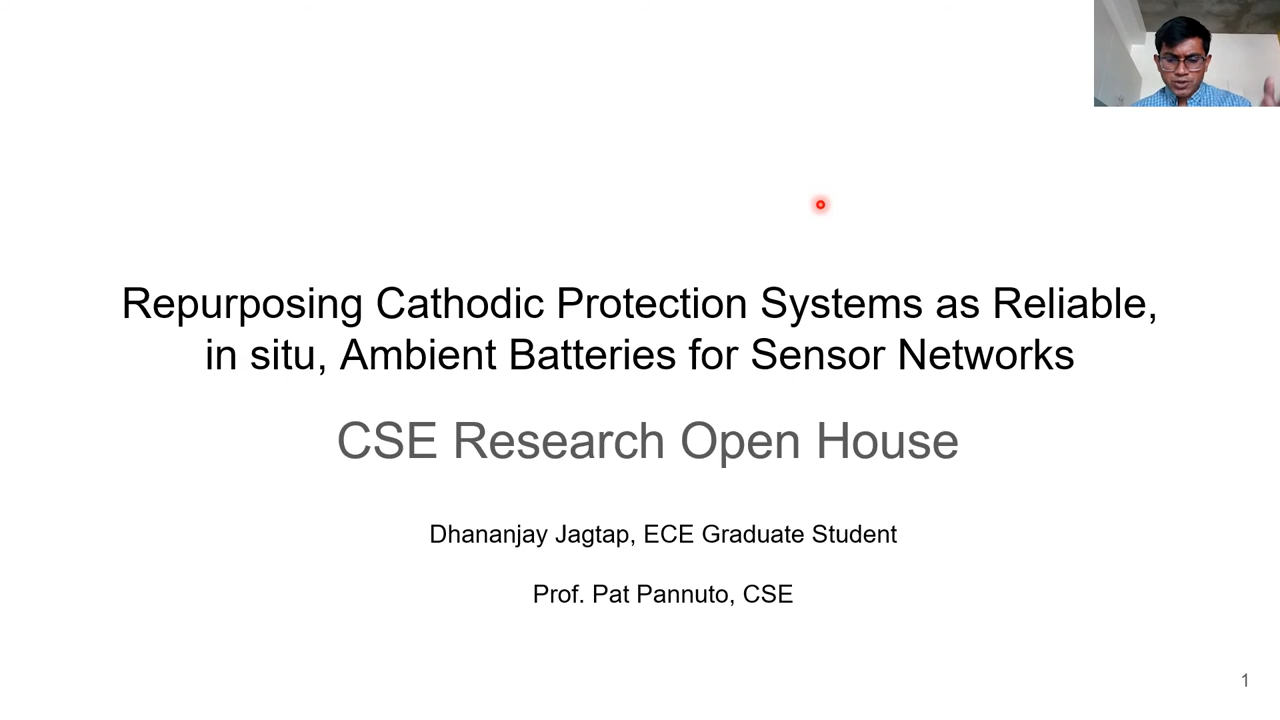 Repurposing Cathodic Protection Systems as Reliable,
in situ, Ambient Batteries for Sensor Networks
CSE Research Open House
Dhananjay Jagtap, ECE Graduate Student
Prof. Pat Pannuto, CSE
1